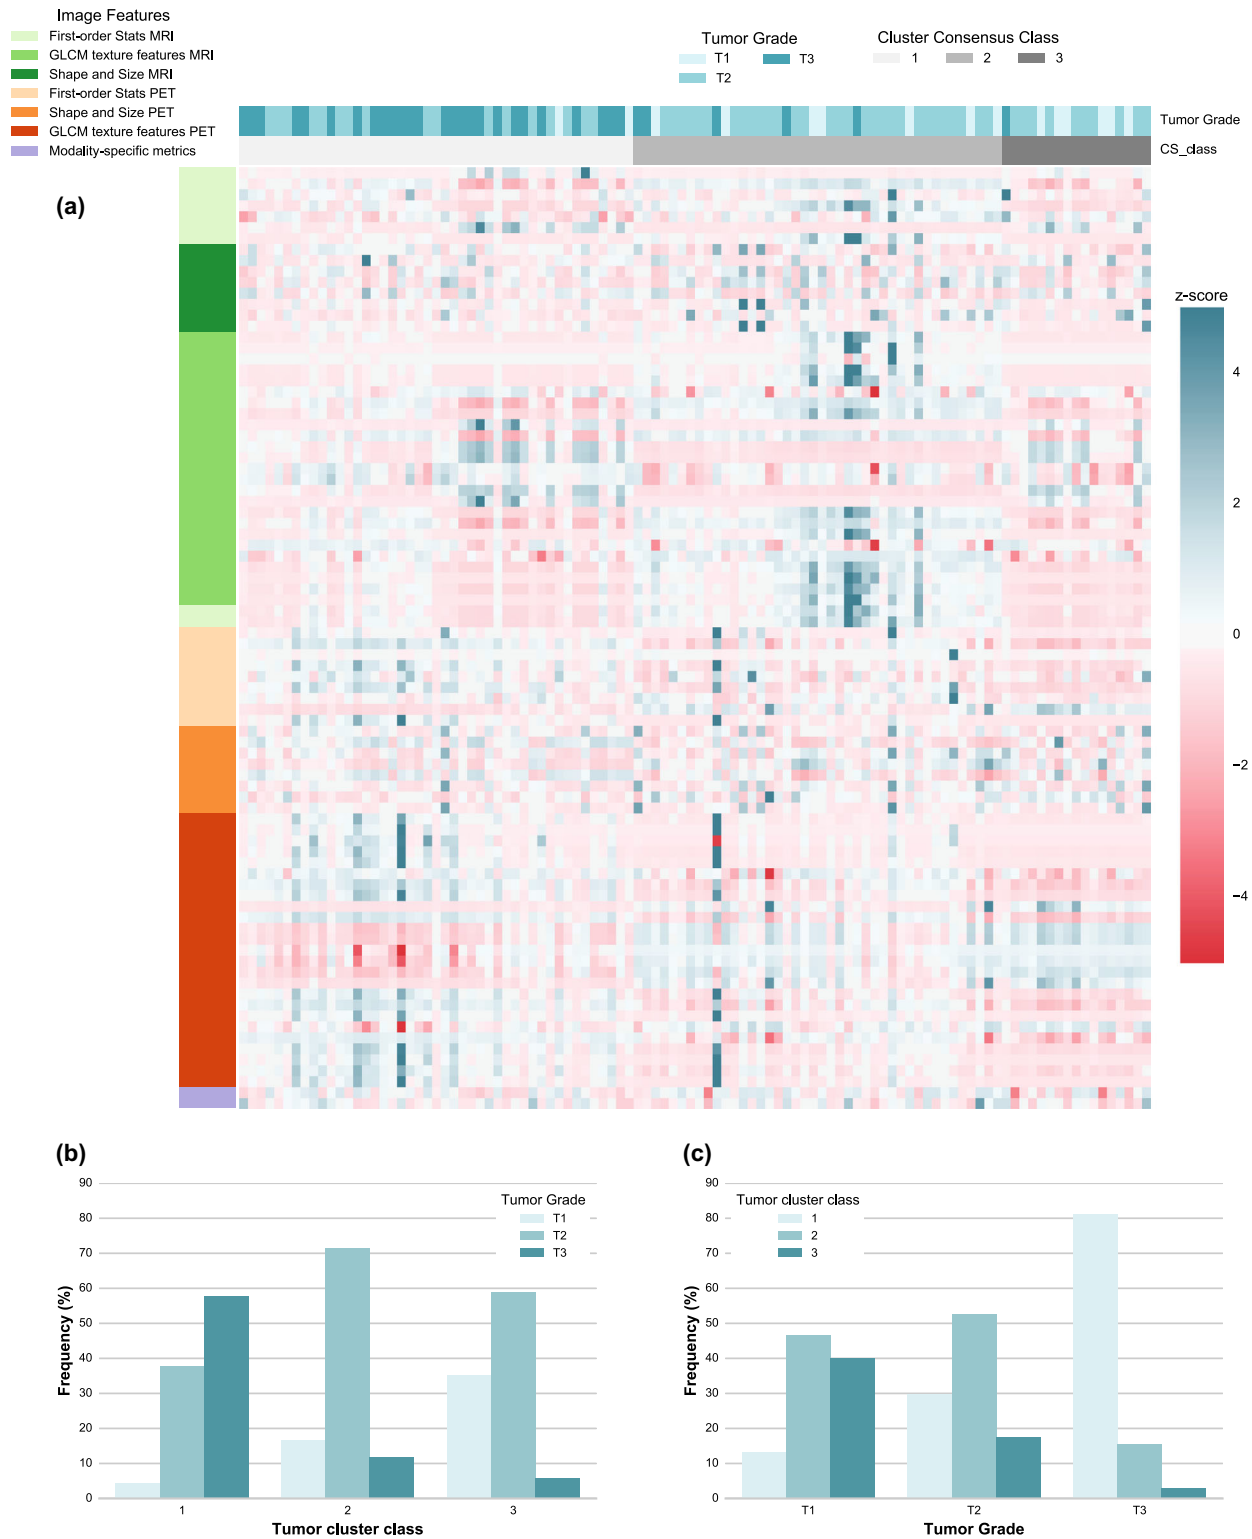 Image Features
First-order Stats MRI
GLCM texture features MRI
Shape and Size MRI
First-order Stats PET
Shape and Size PET
GLCM texture features PET
Modality-specific metrics
Tumor Grade
T1
T3
T2
Cluster Consensus Class
1
2
3
Tumor Grade
CS_class
(a)
z-score
4
2
0
−2
−4
(b)
90
80
70
60
50
40
30
20
10
0
Frequency (%)
Tumor Grade
T1
T2
T3
1
2
3
Tumor cluster class
(c)
90
80
70
60
50
40
30
20
10
0
Frequency (%)
Tumor cluster class
1
2
3
T1
T2
T3
Tumor Grade